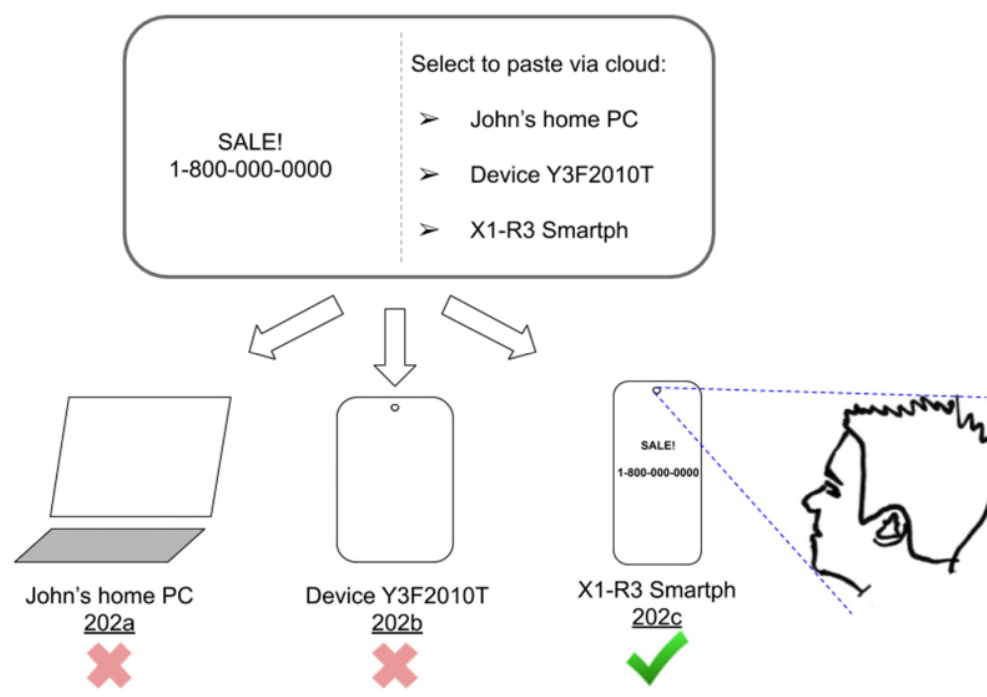 SALE!
1-800-000-0000
Select to paste via cloud:
➢ John's home PC
➢ Device Y3F2010T
➢ X1-R3 Smartph
SALE!
1-800-000-0000
John's home PC
202a
Device Y3F2010T
202b
X1-R3 Smartph
202c